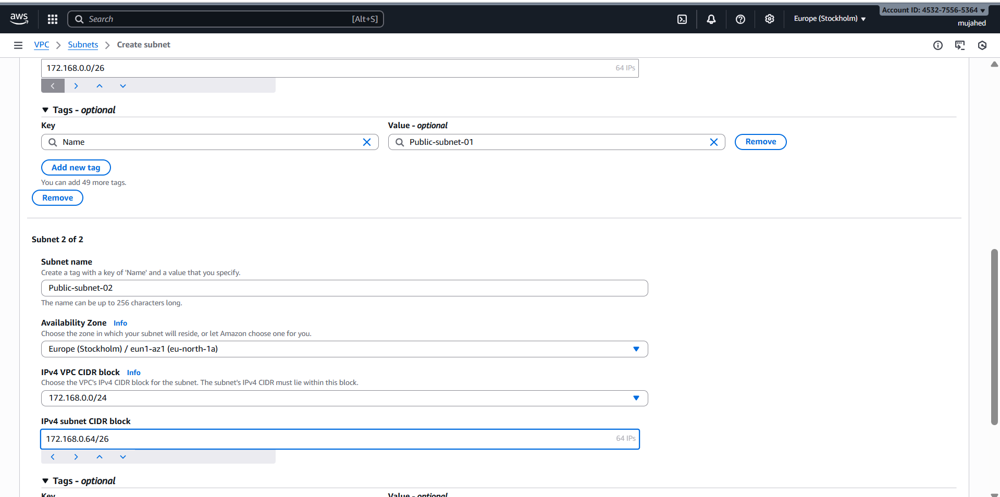 aws
Search [Alt+S]
Europe (Stockholm)
Account ID: 4532-7556-5364
mujahed
VPC
Subnets
Create subnet
172.168.0.0/26 64 IPs
Tags - optional
Key Value - optional
Name Public-subnet-01 Remove
Add new tag
You can add 49 more tags.
Remove
Subnet 2 of 2
Subnet name
Create a tag with a key of 'Name' and a value that you specify.
Public-subnet-02
The name can be up to 256 characters long.
Availability Zone Info
Choose the zone in which your subnet will reside, or let Amazon choose one for you.
Europe (Stockholm) / eun1-az1 (eu-north-1a)
IPv4 VPC CIDR block Info
Choose the VPC's IPv4 CIDR block for the subnet. The subnet's IPv4 CIDR must lie within this block.
172.168.0.0/24
IPv4 subnet CIDR block
172.168.0.64/26 64 IPs
Tags - optional
Key Value - optional